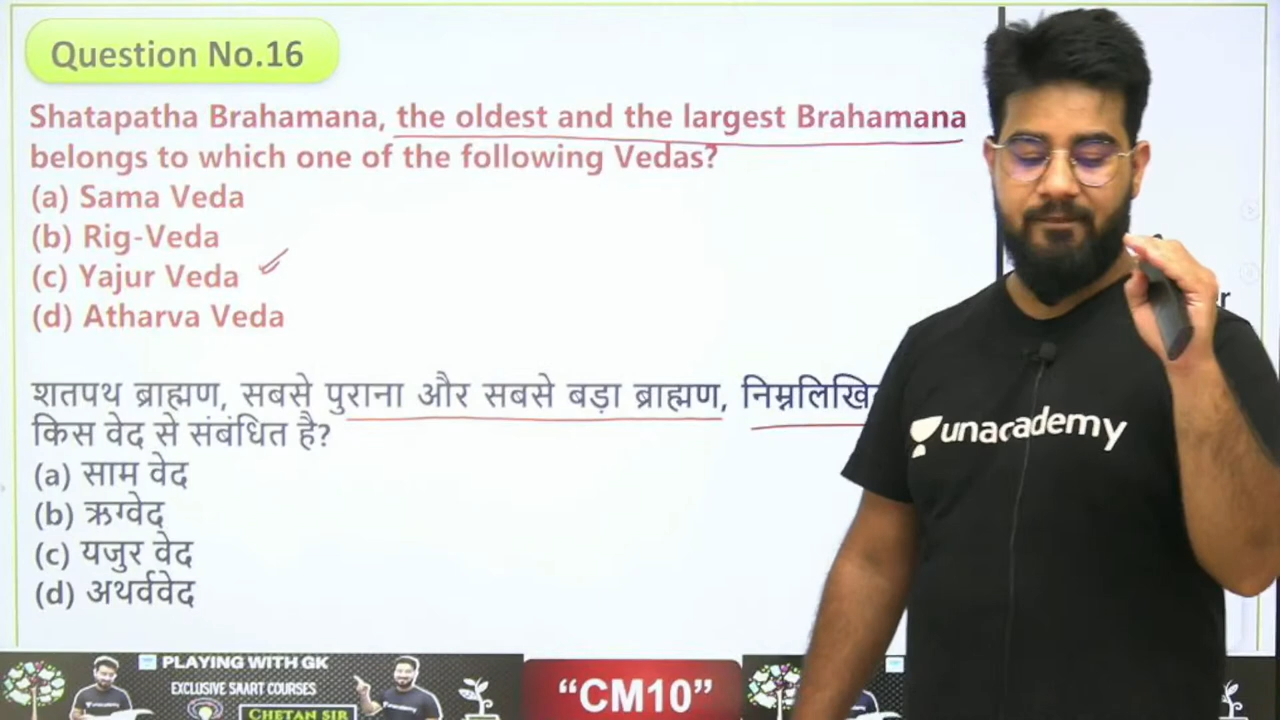 Question No.16
Shatapatha Brahamana, the oldest and the largest Brahamana
belongs to which one of the following Vedas?
(a) Sama Veda
(b) Rig-Veda
(c) Yajur Veda
(d) Atharva Veda
शतपथ ब्राह्मण, सबसे पुराना और सबसे बड़ा ब्राह्मण,
किस वेद से संबंधित है?
(a) साम वेद
(b) ऋग्वेद
(c) यजुर वेद
(d) अथर्ववेद
unacademy
PLAYING WITH GK
EXCLUSIVE SAART COURSES
CHETAN SIR
“CM10”